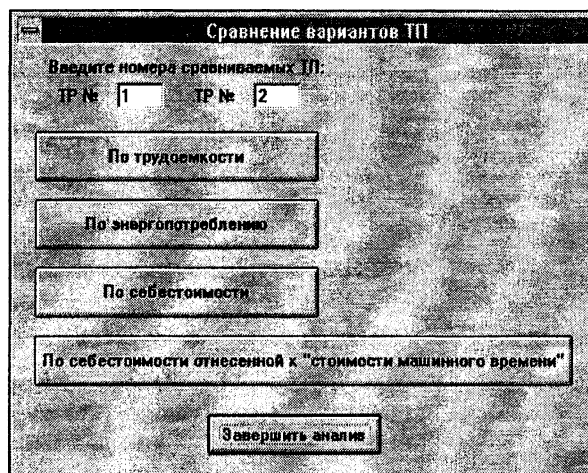 Сравнение вариантов ТП
Введите номера сравниваемых ТП:
ТР № 1 ТР № 2
По трудоемкости
По энергопотреблению
По себестоимости
По себестоимости отнесенной к "стоимости машинного времени"
Завершить анализ